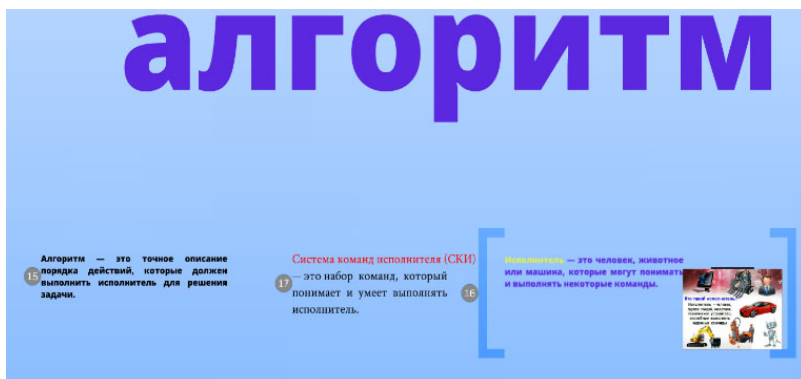 алгоритм
15
Алгоритм — это точное описание
порядка действий, которые должен
выполнить исполнитель для решения
задачи.
17
Система команд исполнителя (СКИ)
— это набор команд, который
понимает и умеет выполнять
исполнитель.
16
Исполнитель — это человек, животное
или машина, которые могут понимать
и выполнять некоторые команды.